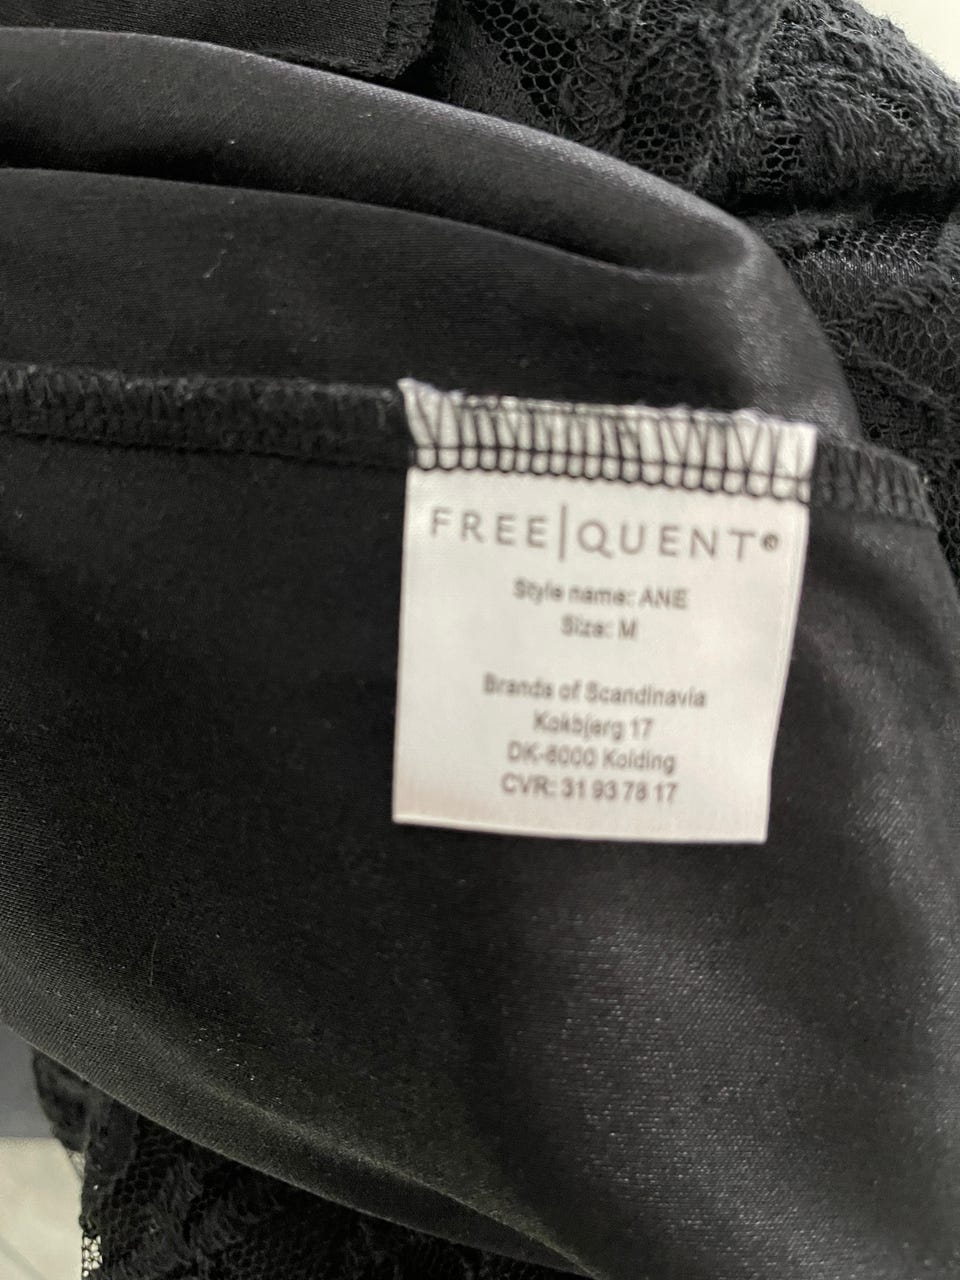 FREE|QUENT®
Style name: ANE
Size: M
Brands of Scandinavia
Kokbjerg 17
DK-6000 Kolding
CVR: 31 93 78 17